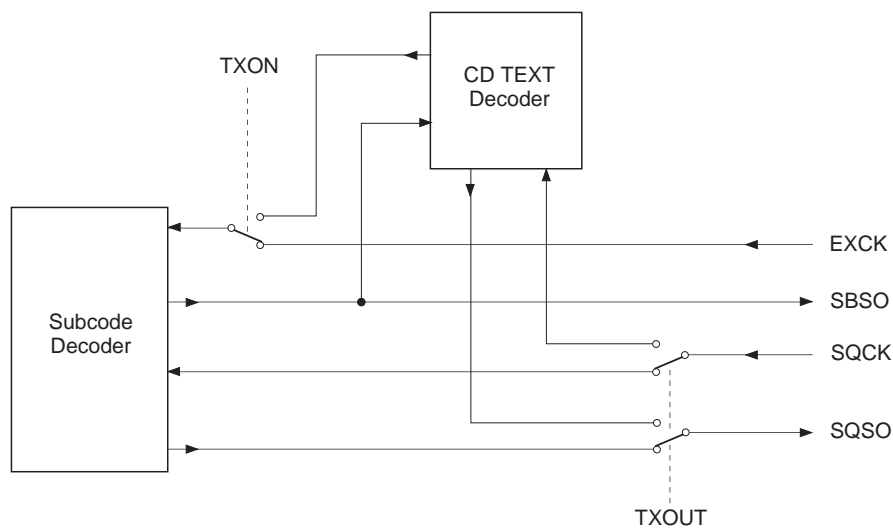 TXON
CD TEXT
Decoder
EXCK
SBSO
Subcode
Decoder
SQCK
SQSO
TXOUT